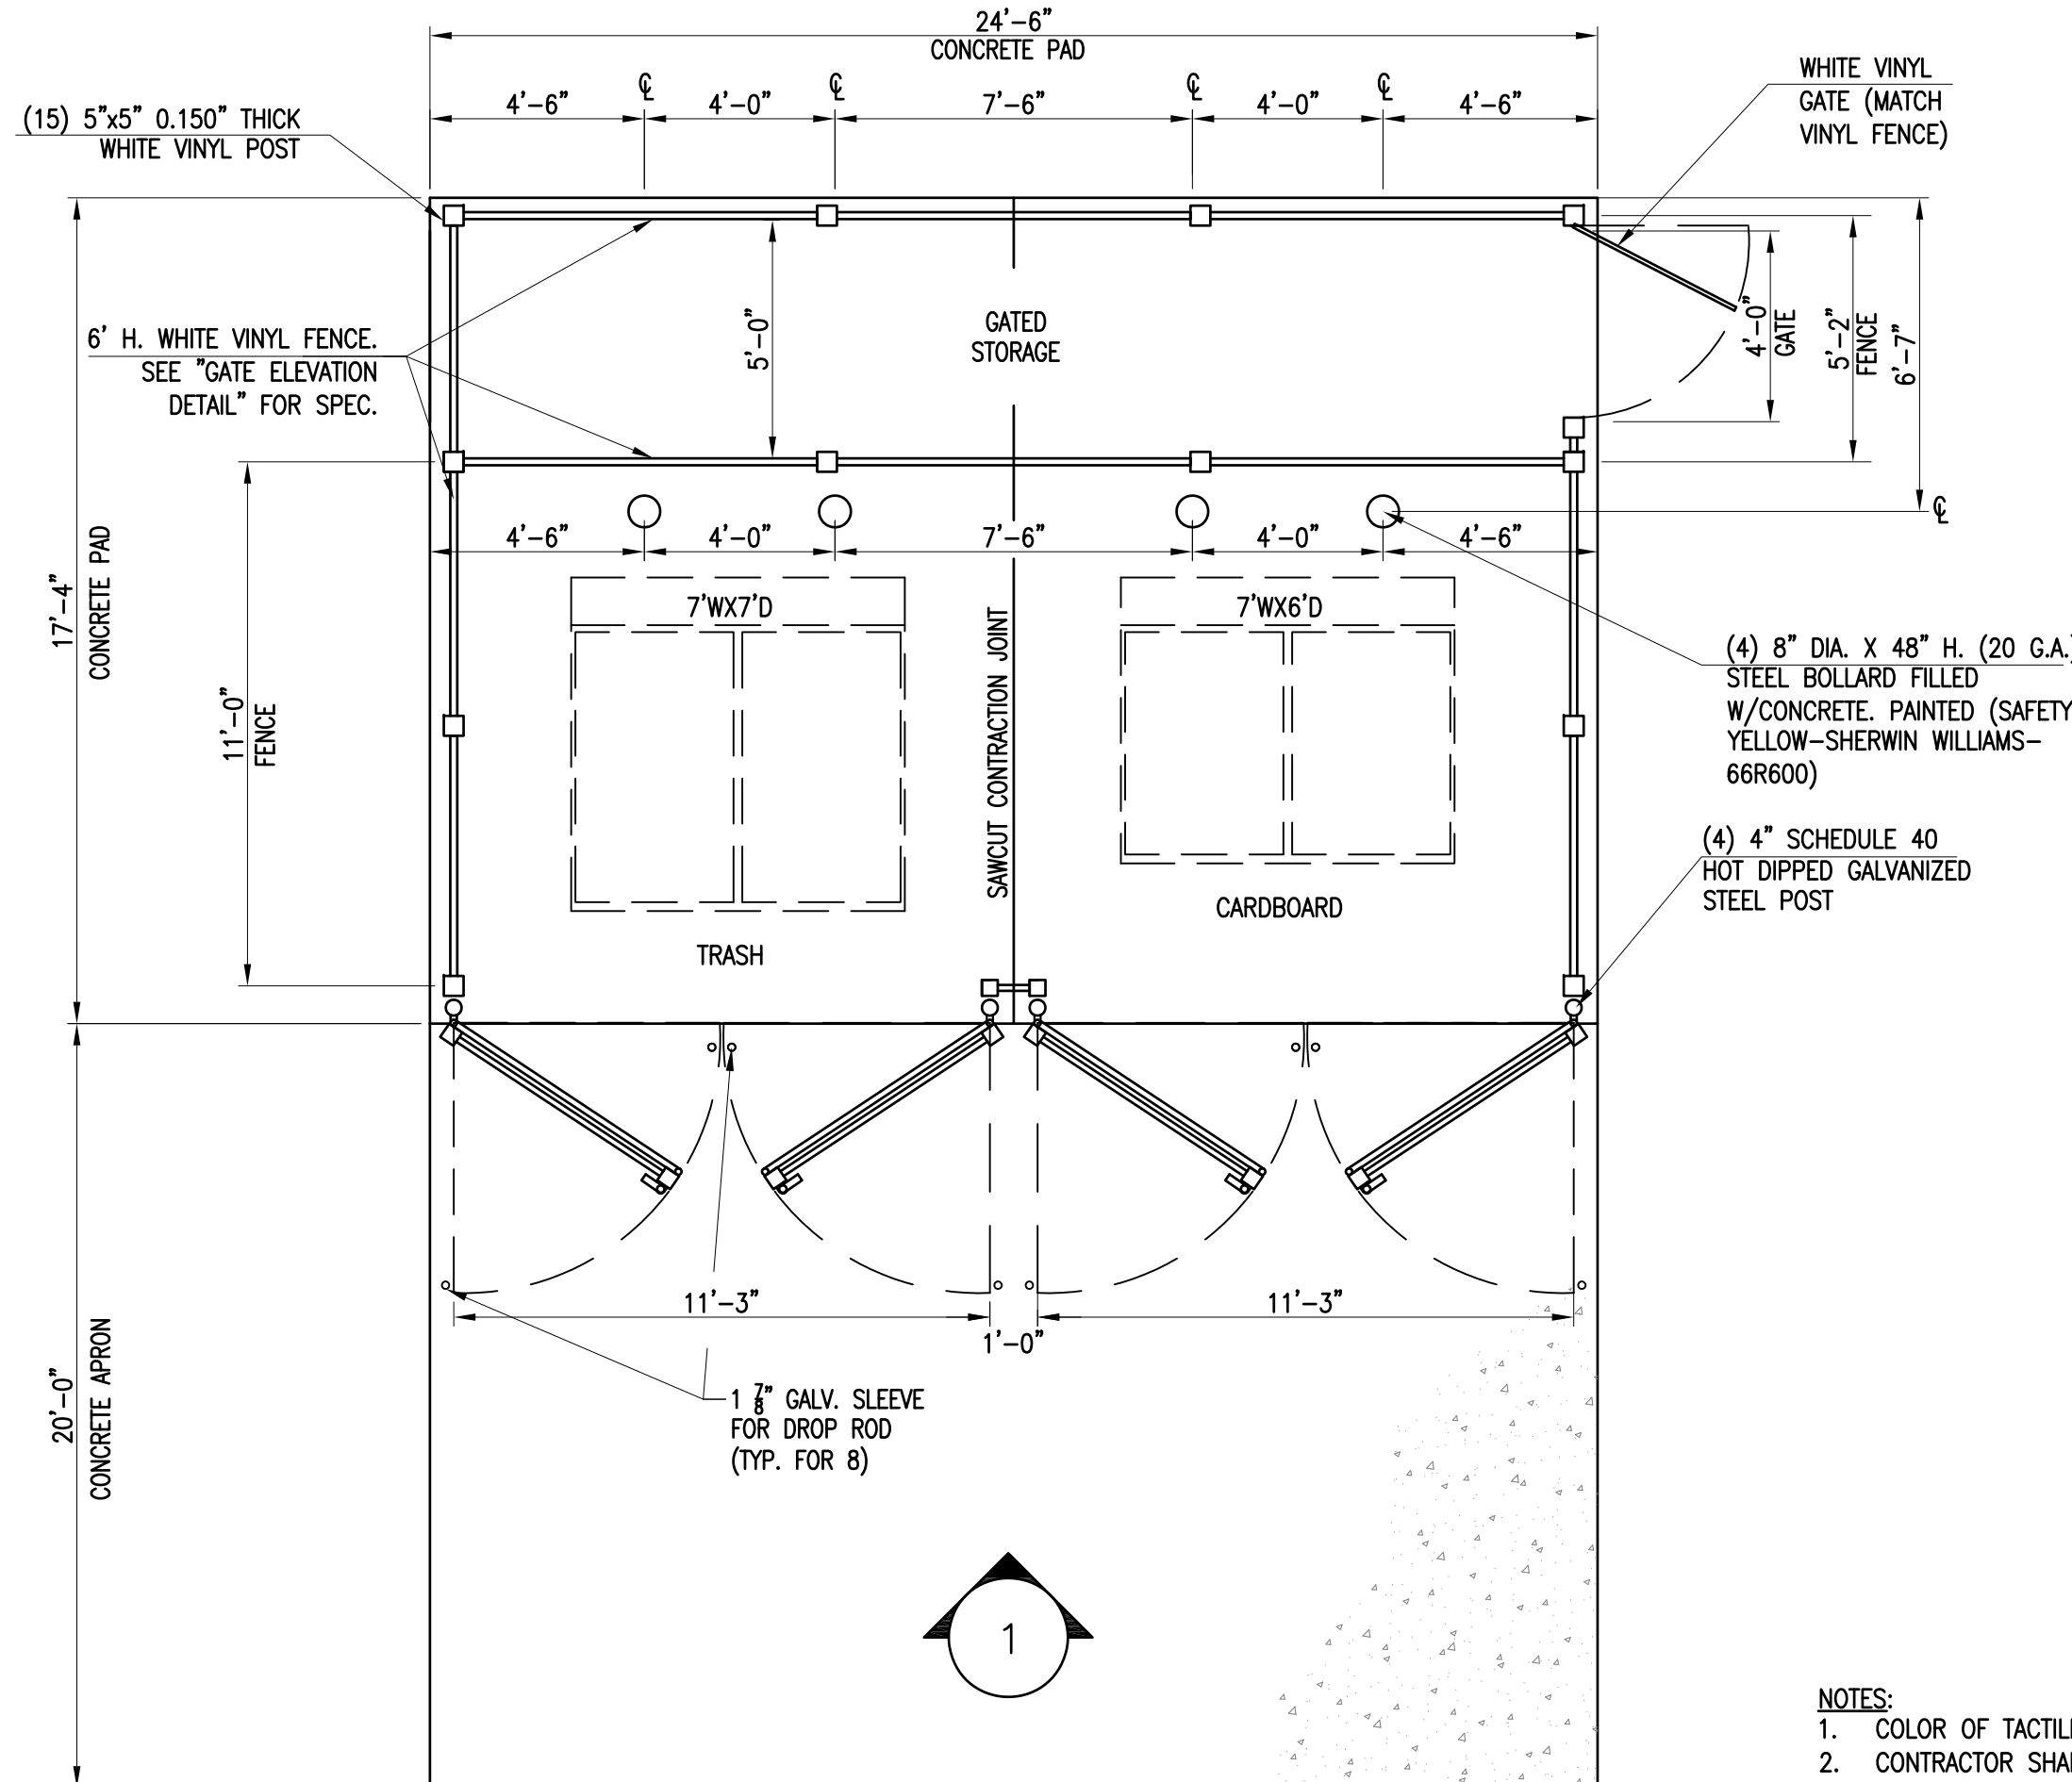 24'-6"
CONCRETE PAD
4'-6"
4'-0"
7'-6"
4'-0"
4'-6"
(15) 5"x5" 0.150" THICK
WHITE VINYL POST
WHITE VINYL
GATE (MATCH
VINYL FENCE)
6' H. WHITE VINYL FENCE.
SEE "GATE ELEVATION
DETAIL" FOR SPEC.
5'-0"
GATED
STORAGE
4'-0"
GATE
5'-2"
FENCE
6'-7"
℄
℄
℄
℄
℄
4'-6"
4'-0"
7'-6"
4'-0"
4'-6"
17'-4"
CONCRETE PAD
11'-0"
FENCE
7'WX7'D
7'WX6'D
SAWCUT CONTRACTION JOINT
TRASH
CARDBOARD
(4) 8" DIA. X 48" H. (20 G.A.
STEEL BOLLARD FILLED
W/CONCRETE. PAINTED (SAFETY
YELLOW-SHERWIN WILLIAMS-
66R600)
(4) 4" SCHEDULE 40
HOT DIPPED GALVANIZED
STEEL POST
11'-3"
1'-0"
11'-3"
20'-0"
CONCRETE APRON
1 7/8" GALV. SLEEVE
FOR DROP ROD
(TYP. FOR 8)
1
NOTES:
1. COLOR OF
2. CONTRACTOR